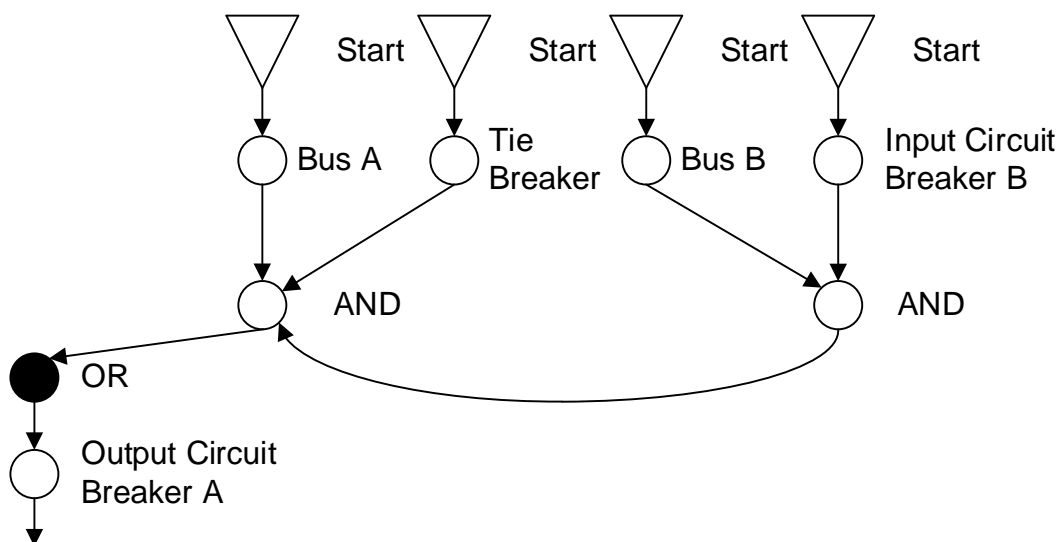 Start
Start
Start
Start
Bus A
Tie
Breaker
Bus B
Input Circuit
Breaker B
AND
AND
OR
Output Circuit
Breaker A